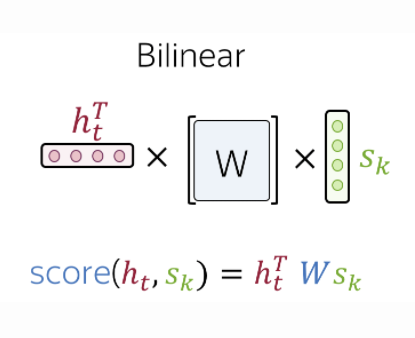 Bilinear
h_t^T × [W] × s_k
score(h_t, s_k) = h_t^T W s_k